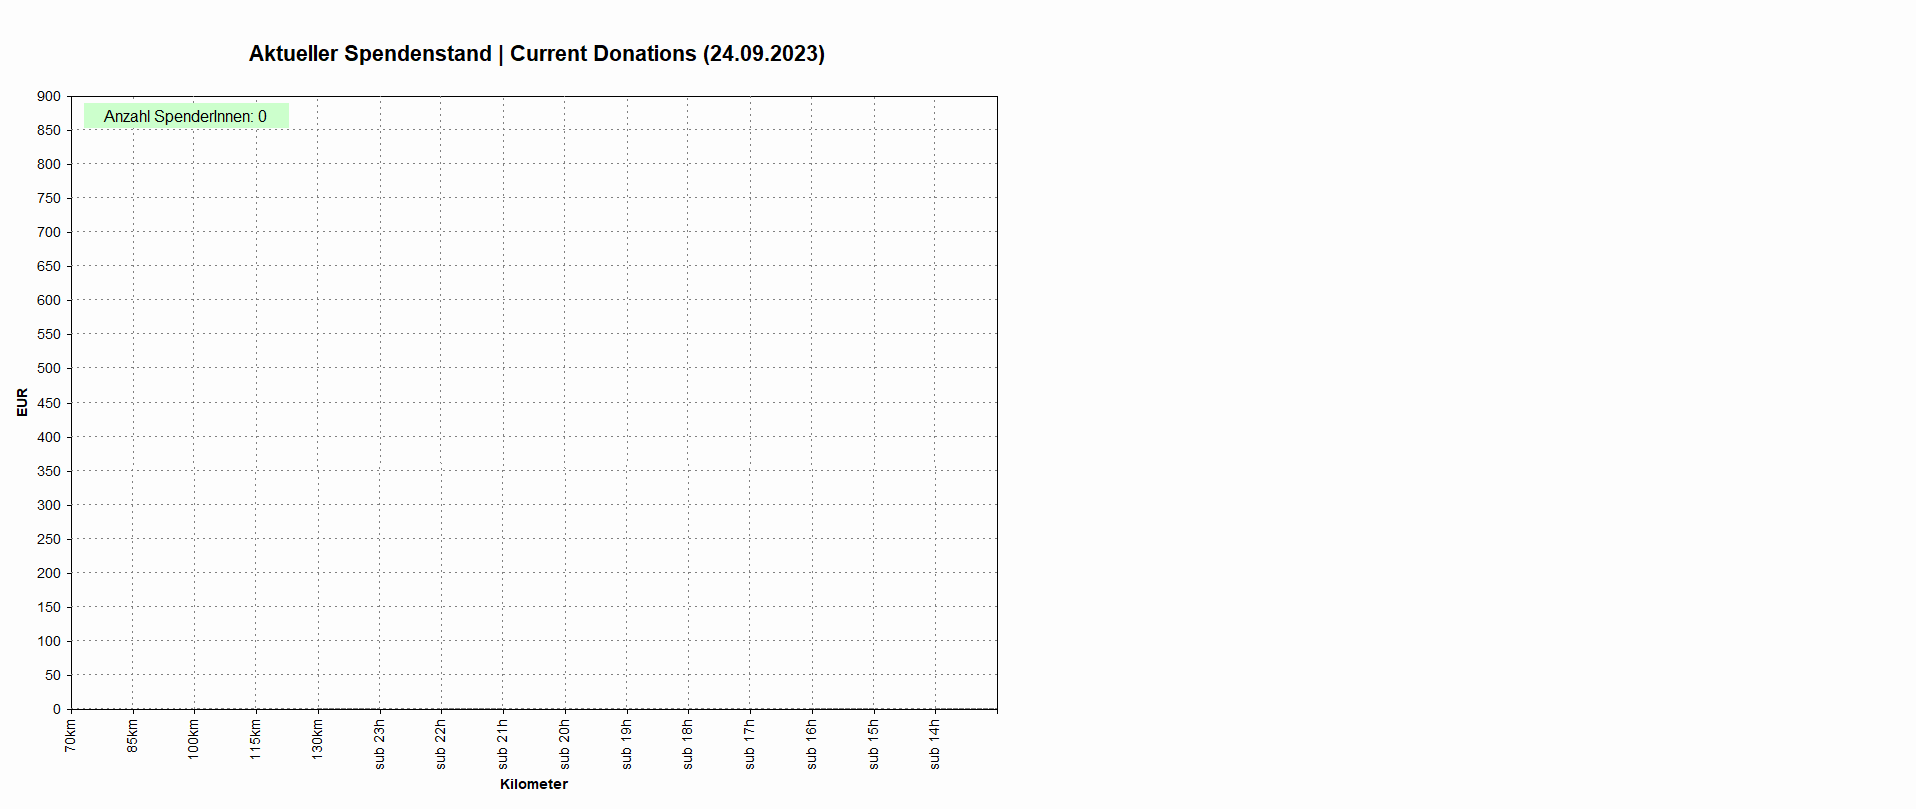 Aktueller Spendenstand | Current Donations (24.09.2023)
Anzahl SpenderInnen: 0
900
850
800
750
700
650
600
550
500
450
400
350
300
250
200
150
100
50
0
EUR
70km
85km
100km
115km
130km
sub 23h
sub 22h
sub 21h
sub 20h
sub 19h
sub 18h
sub 17h
sub 16h
sub 15h
sub 14h
Kilometer